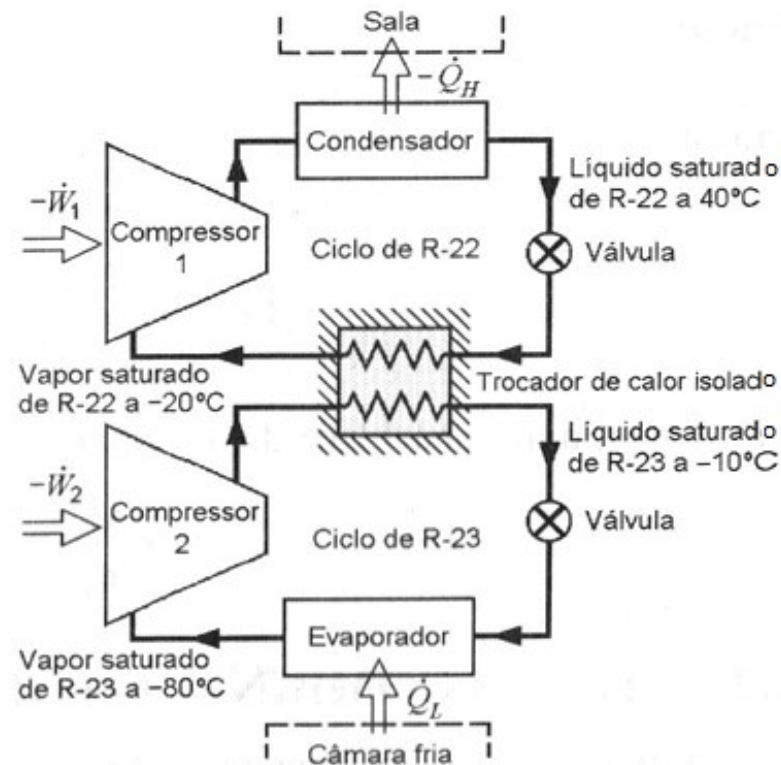 Sala
−Q̇_H
Condensador
Líquido saturado
de R-22 a 40°C
−Ẇ₁
Compressor
1
Ciclo de R-22
Válvula
Vapor saturado
de R-22 a −20°C
Trocador de calor isolado
Líquido saturado
de R-23 a −10°C
−Ẇ₂
Compressor
2
Ciclo de R-23
Válvula
Evaporador
Vapor saturado
de R-23 a −80°C
Q̇_L
Câmara fria